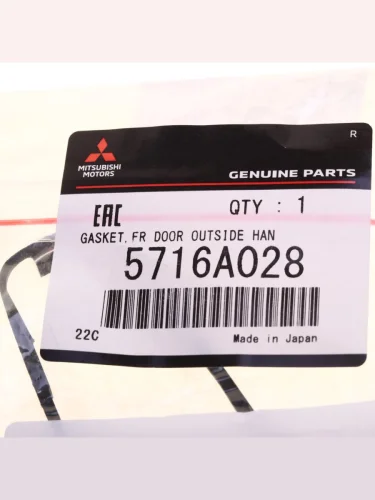 R
MITSUBISHI
MOTORS
GENUINE PARTS
EAC QTY : 1
GASKET,FR DOOR OUTSIDE HAN
5716A028
22C Made in Japan